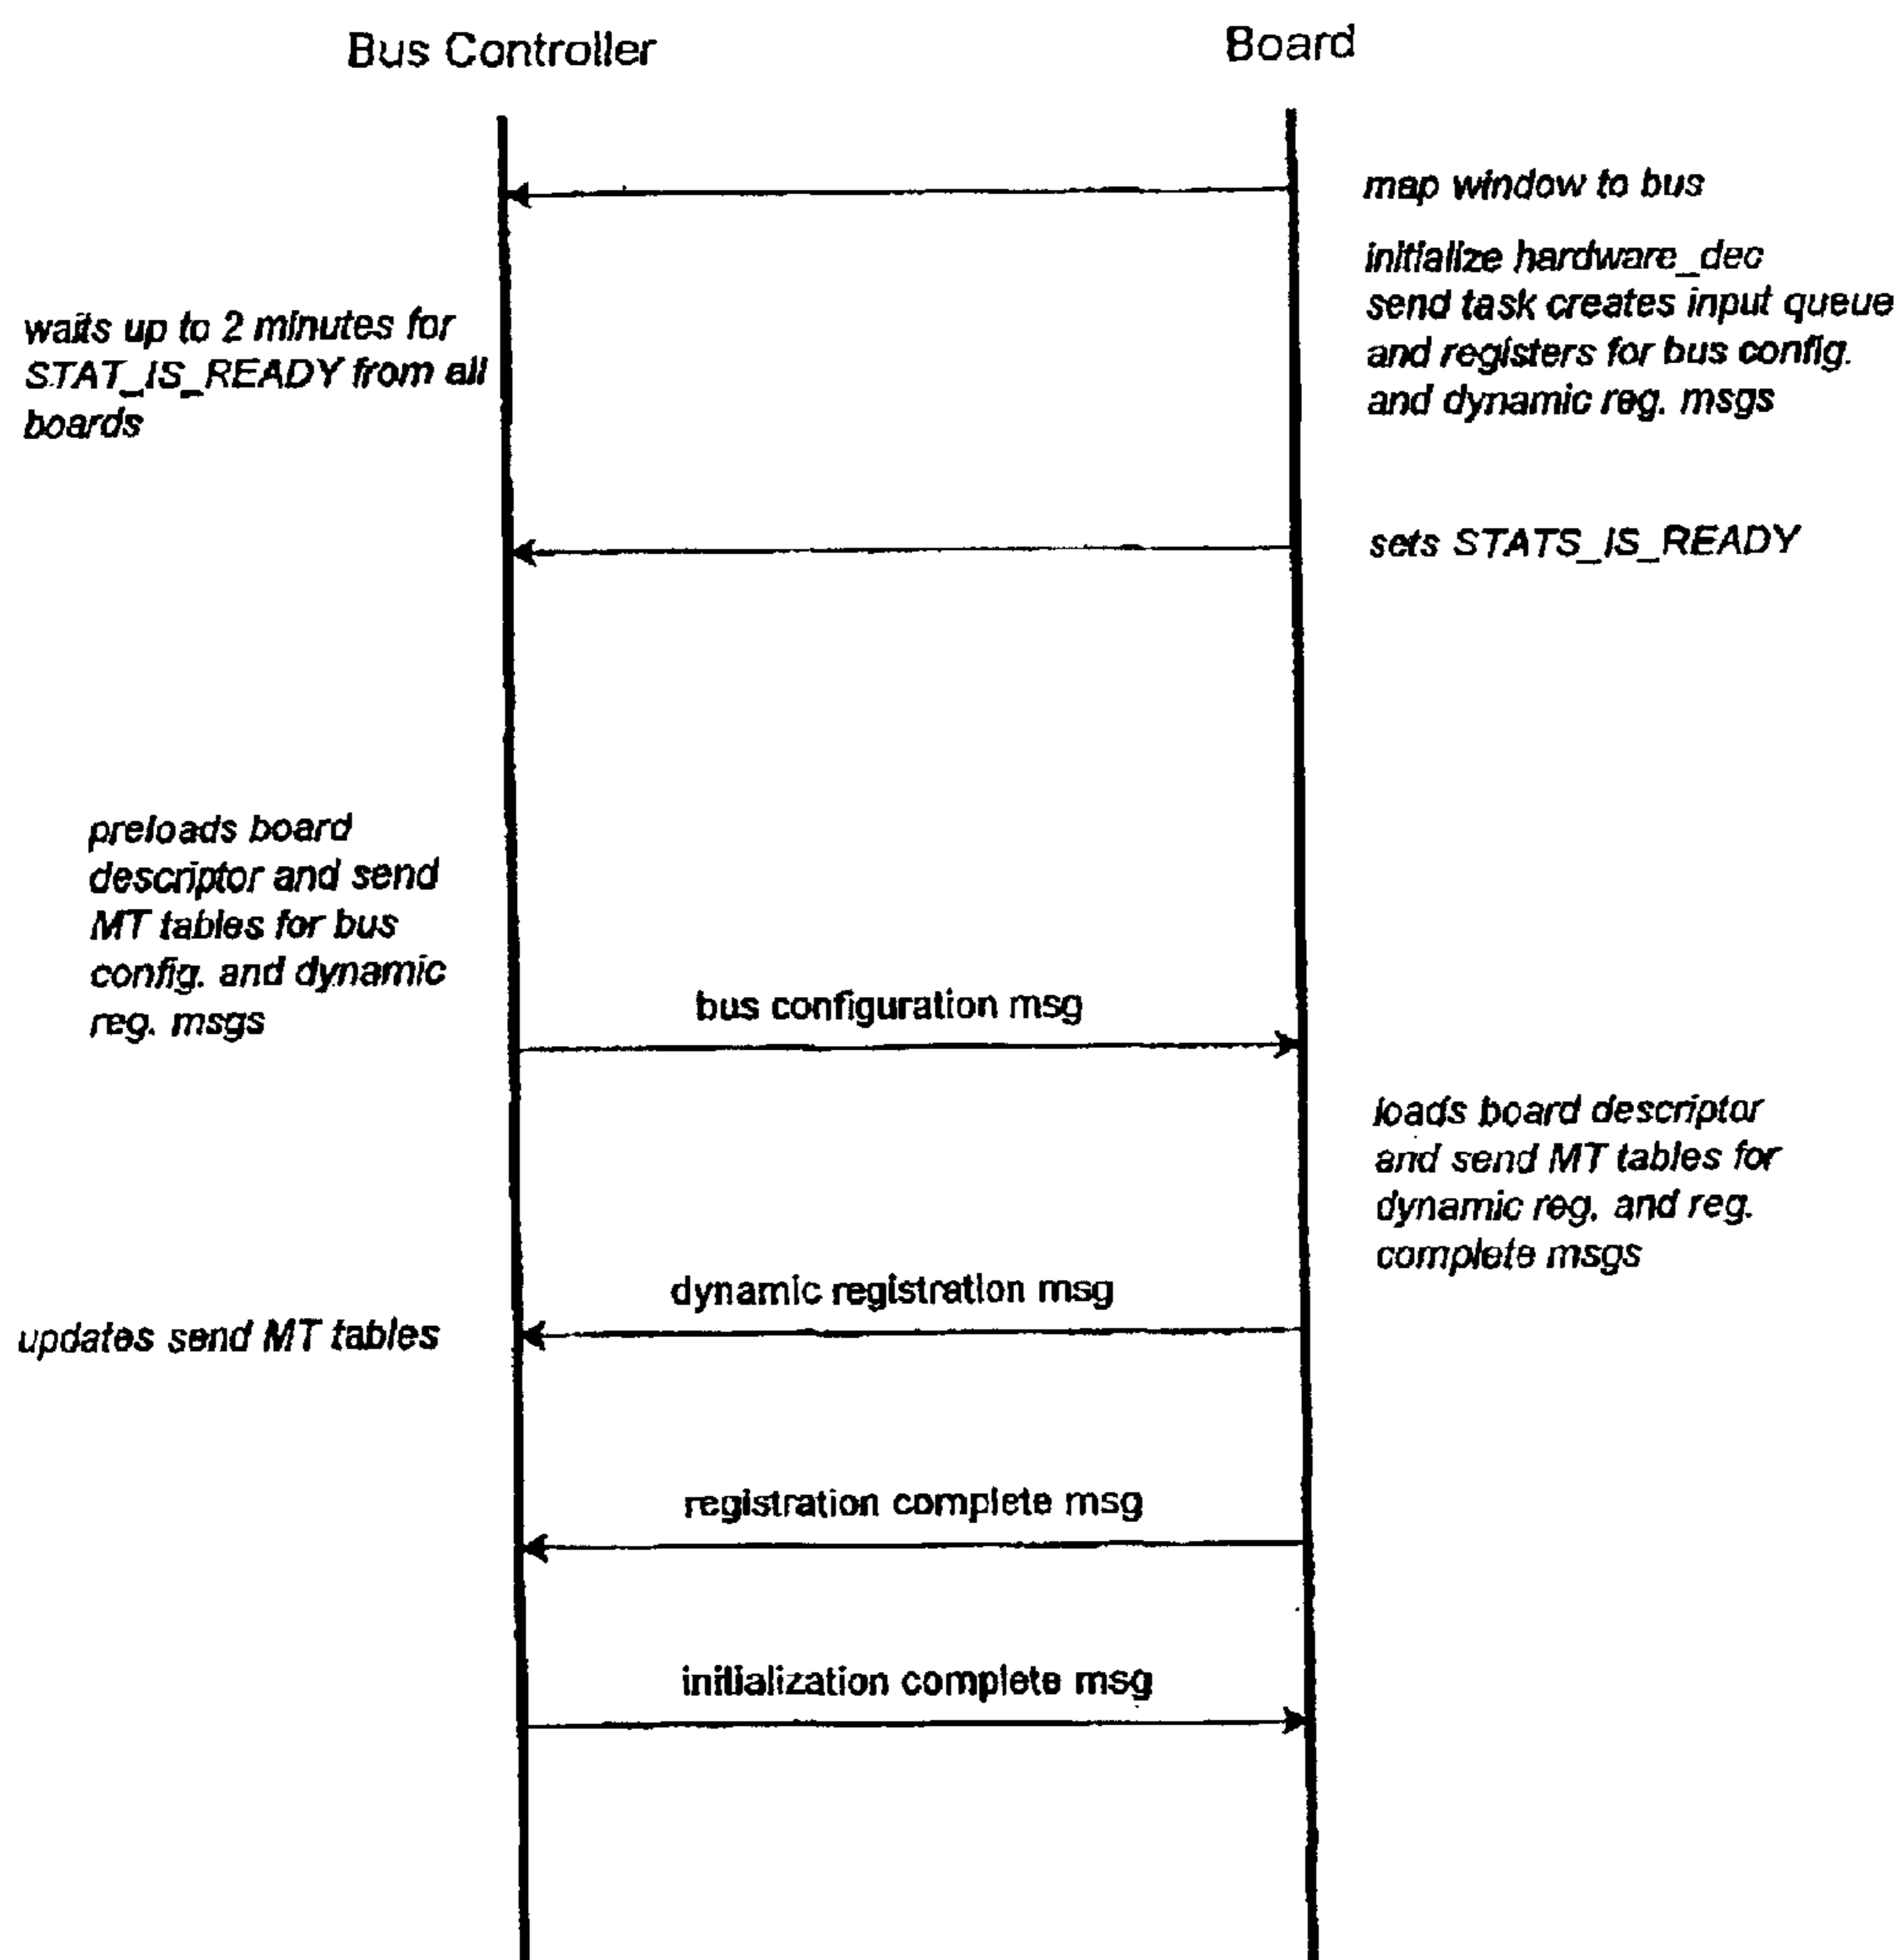 Bus Controller
Board
map window to bus
initialize hardware_dec
send task creates input queue
and registers for bus config.
and dynamic reg. msgs
waits up to 2 minutes for
STAT_IS_READY from all
boards
sets STATS_IS_READY
preloads board
descriptor and send
MT tables for bus
config. and dynamic
reg. msgs
bus configuration msg
loads board descriptor
and send MT tables for
dynamic reg. and reg.
complete msgs
dynamic registration msg
updates send MT tables
registration complete msg
initialization complete msg